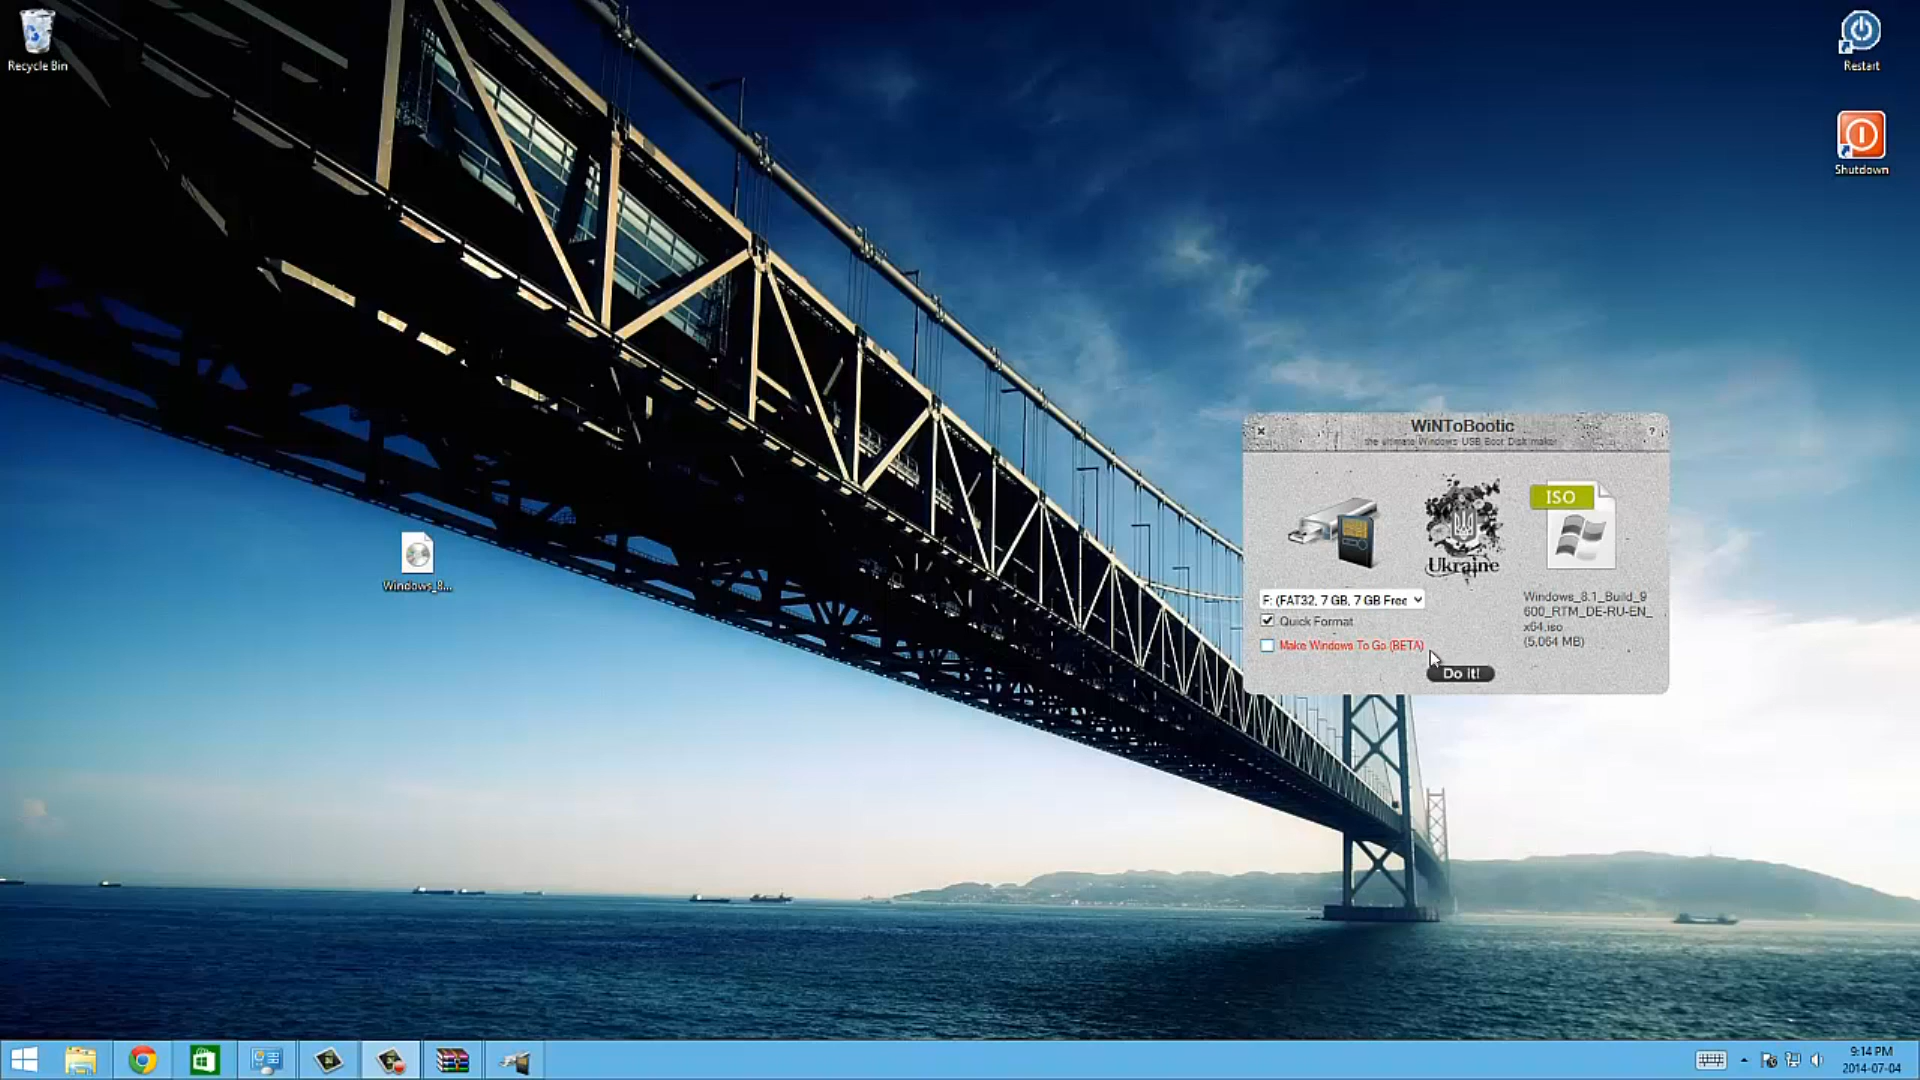 Recycle Bin
Restart
Shutdown
Windows_8....
WiNToBootic
the ultimate Windows USB Boot Disk maker
?
ISO
Ukraine
F: (FAT32, 7 GB, 7 GB Free
Quick Format
Make Windows To Go (BETA)
Windows_8.1_Build_9
600_RTM_DE-RU-EN_
x64.iso
(5,064 MB)
Do It!
9:14 PM
2014-07-04